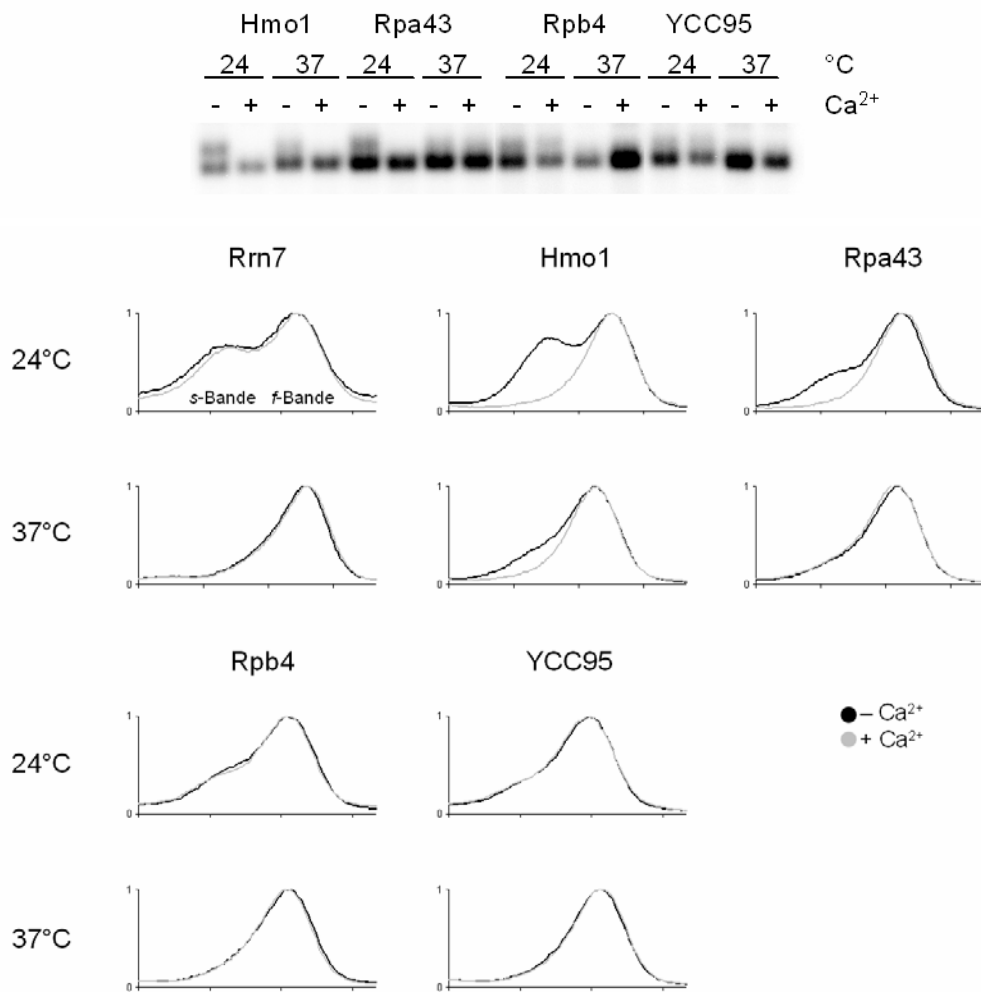 Hmo1 Rpa43 Rpb4 YCC95
24 37 24 37 24 37 24 37 °C
- + - + - + - + - + - + - + - + Ca²⁺
Rrn7 Hmo1 Rpa43
24°C
1 1 1
s-Bande f-Bande
0 0 0
37°C
1 1 1
0 0 0
Rpb4 YCC95
24°C
1 1
– Ca²⁺
+ Ca²⁺
0 0
37°C
1 1
0 0